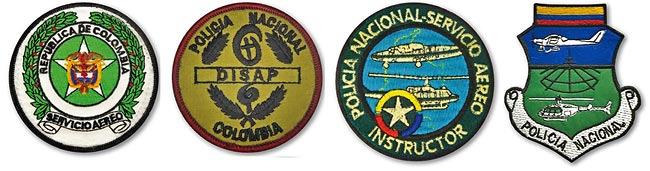 REPUBLICA DE COLOMBIA
SERVICIO AEREO
POLICIA NACIONAL
DISAP
COLOMBIA
POLICIA NACIONAL-SERVICIO AEREO
INSTRUCTOR
POLICIA NACIONAL